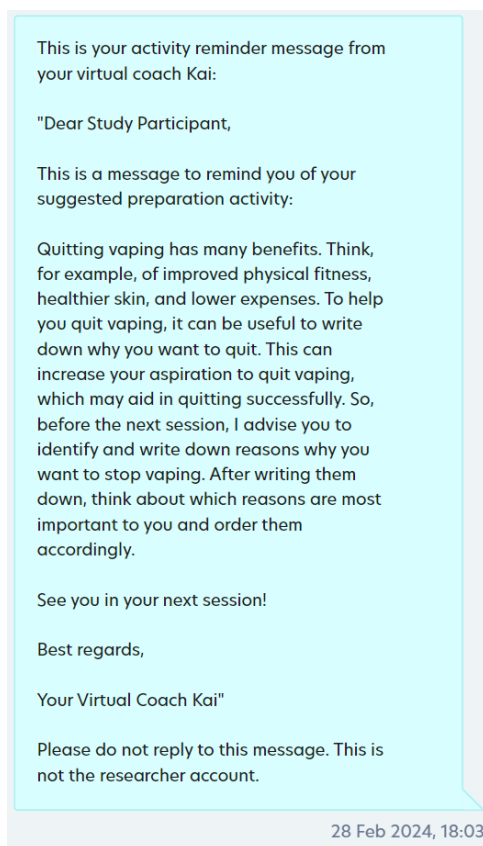 This is your activity reminder message from
your virtual coach Kai:
"Dear Study Participant,
This is a message to remind you of your
suggested preparation activity:
Quitting vaping has many benefits. Think,
for example, of improved physical fitness,
healthier skin, and lower expenses. To help
you quit vaping, it can be useful to write
down why you want to quit. This can
increase your aspiration to quit vaping,
which may aid in quitting successfully. So,
before the next session, I advise you to
identify and write down reasons why you
want to stop vaping. After writing them
down, think about which reasons are most
important to you and order them
accordingly.
See you in your next session!
Best regards,
Your Virtual Coach Kai"
Please do not reply to this message. This is
not the researcher account.
28 Feb 2024, 18:03